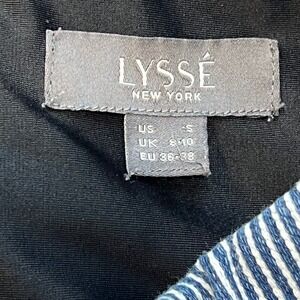 LYSSÉ
NEW YORK
US S
UK 8-10
EU 36-38